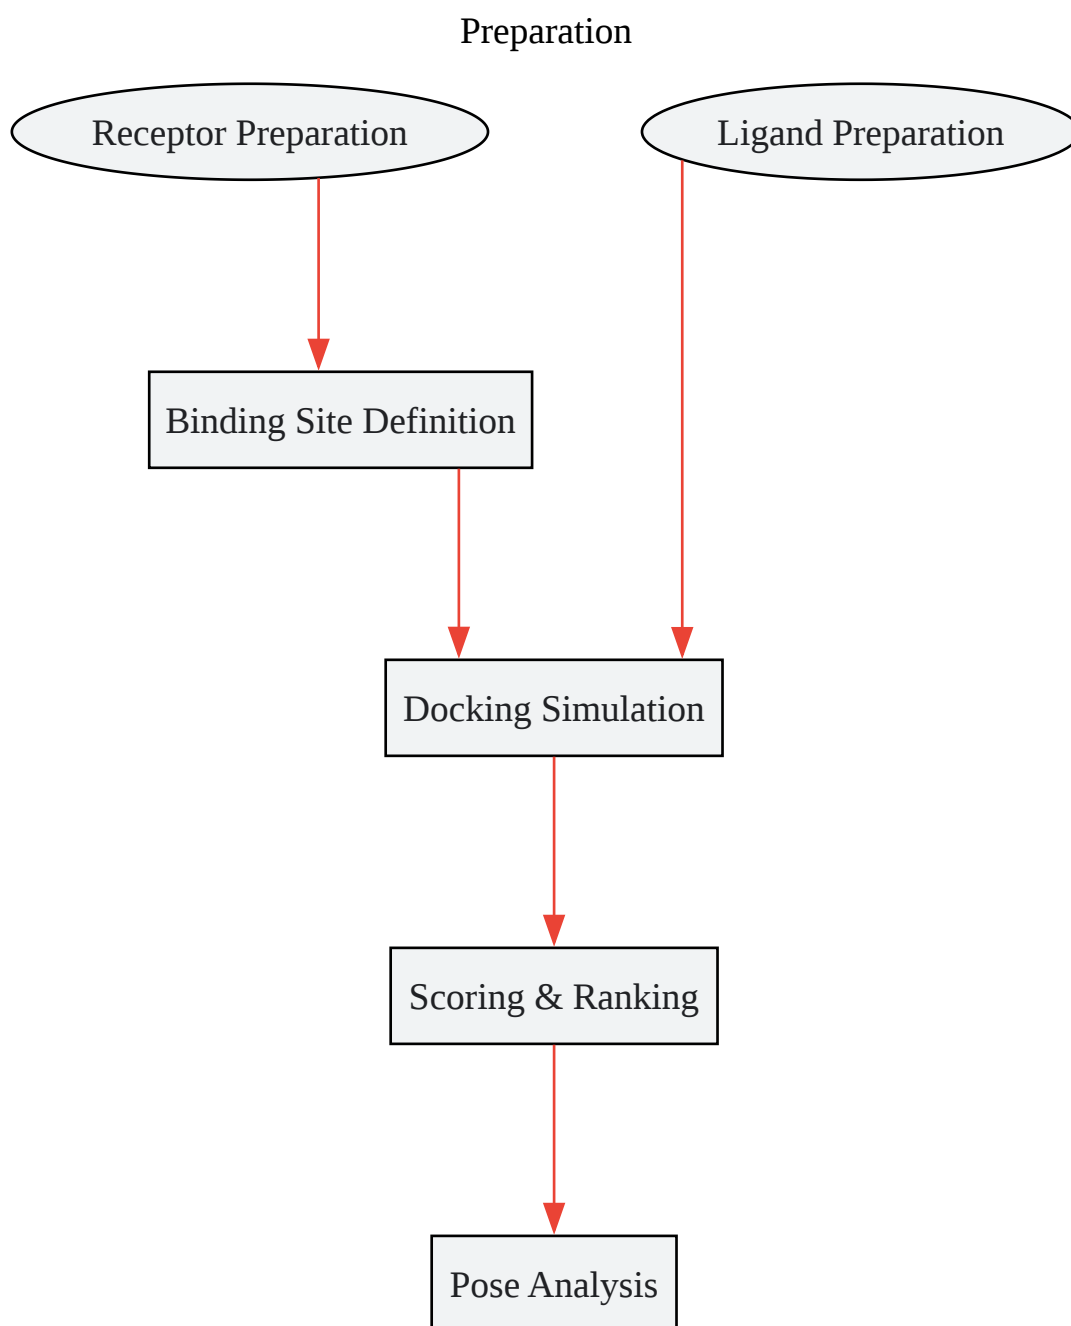 Preparation
Receptor Preparation
Ligand Preparation
Binding Site Definition
Docking Simulation
Scoring & Ranking
Pose Analysis